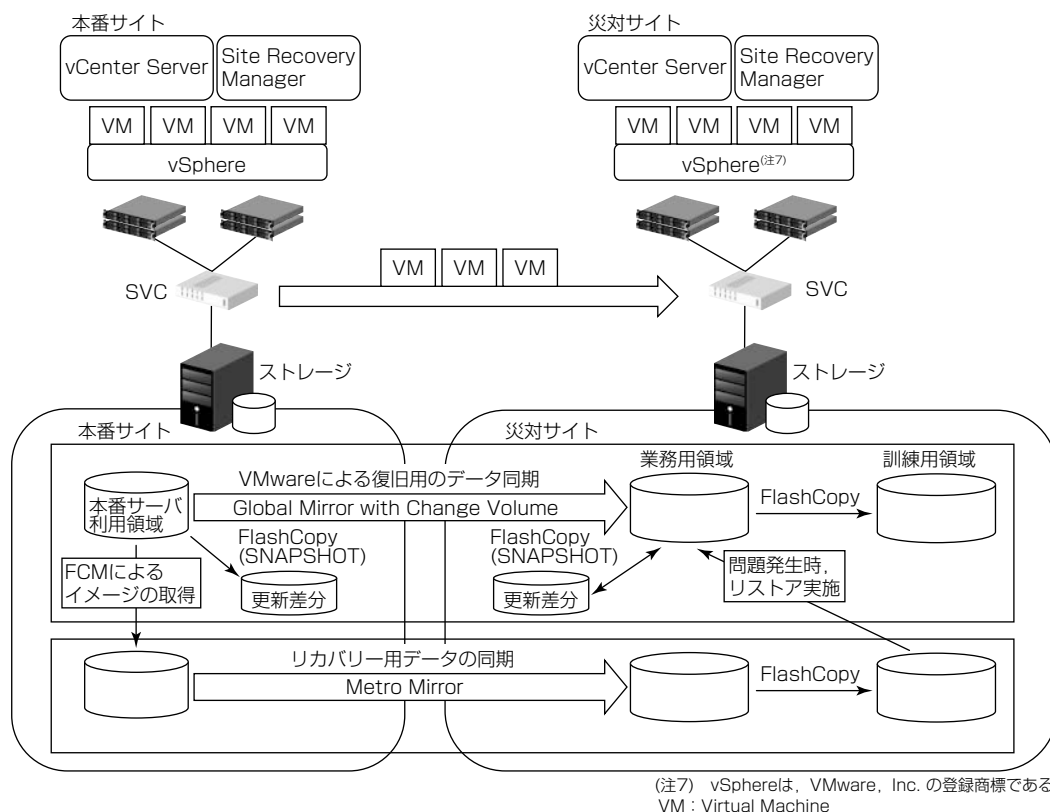 本番サイト
災対サイト
vCenter Server
Site Recovery
Manager
vCenter Server
Site Recovery
Manager
VM
VM
VM
VM
VM
VM
VM
VM
vSphere
vSphere(注7)
VM
VM
VM
SVC
SVC
ストレージ
ストレージ
本番サイト
災対サイト
本番サーバ
利用領域
VMwareによる復旧用のデータ同期
Global Mirror with Change Volume
業務用領域
訓練用領域
FlashCopy
FlashCopy
(SNAPSHOT)
FlashCopy
(SNAPSHOT)
FCMによる
イメージの取得
更新差分
更新差分
問題発生時,
リストア実施
リカバリー用データの同期
Metro Mirror
FlashCopy
(注7) vSphereは, VMware, Inc. の登録商標である
VM：Virtual Machine